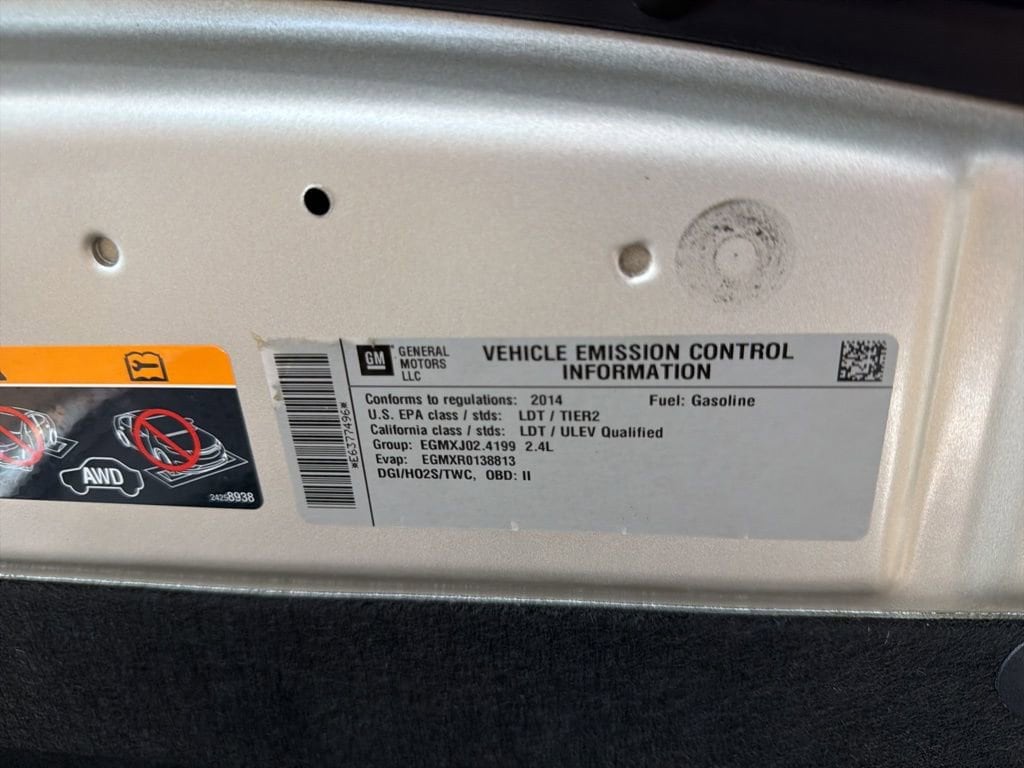 AWD
24258938
*E6377496*
GM
GENERAL
MOTORS
LLC
VEHICLE EMISSION CONTROL
INFORMATION
Conforms to regulations: 2014 Fuel: Gasoline
U.S. EPA class / stds: LDT / TIER2
California class / stds: LDT / ULEV Qualified
Group: EGMXJ02.4199 2.4L
Evap: EGMXR0138813
DGI/HO2S/TWC, OBD: II